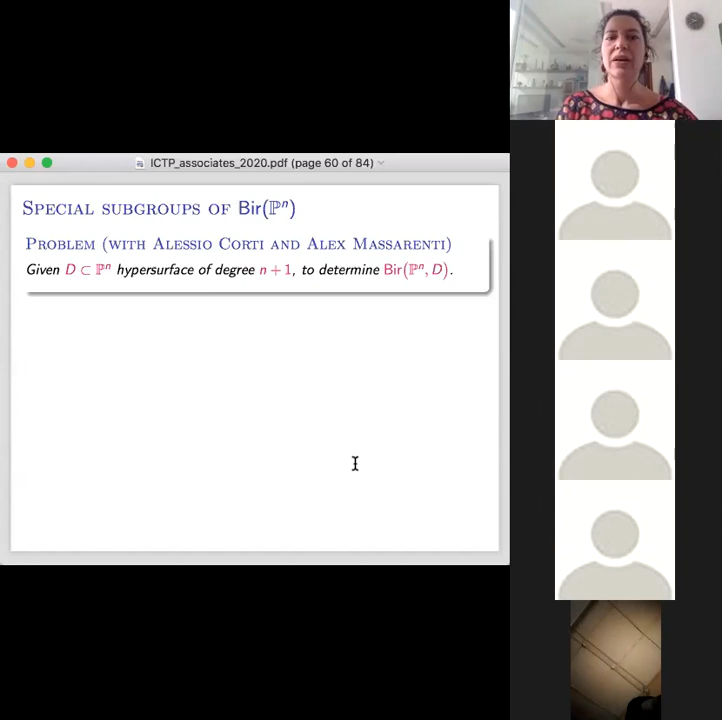 ICTP_associates_2020.pdf (page 60 of 84)
Special subgroups of Bir(ℙⁿ)
Problem (with Alessio Corti and Alex Massarenti)
Given D ⊂ ℙⁿ hypersurface of degree n + 1, to determine Bir(ℙⁿ, D).